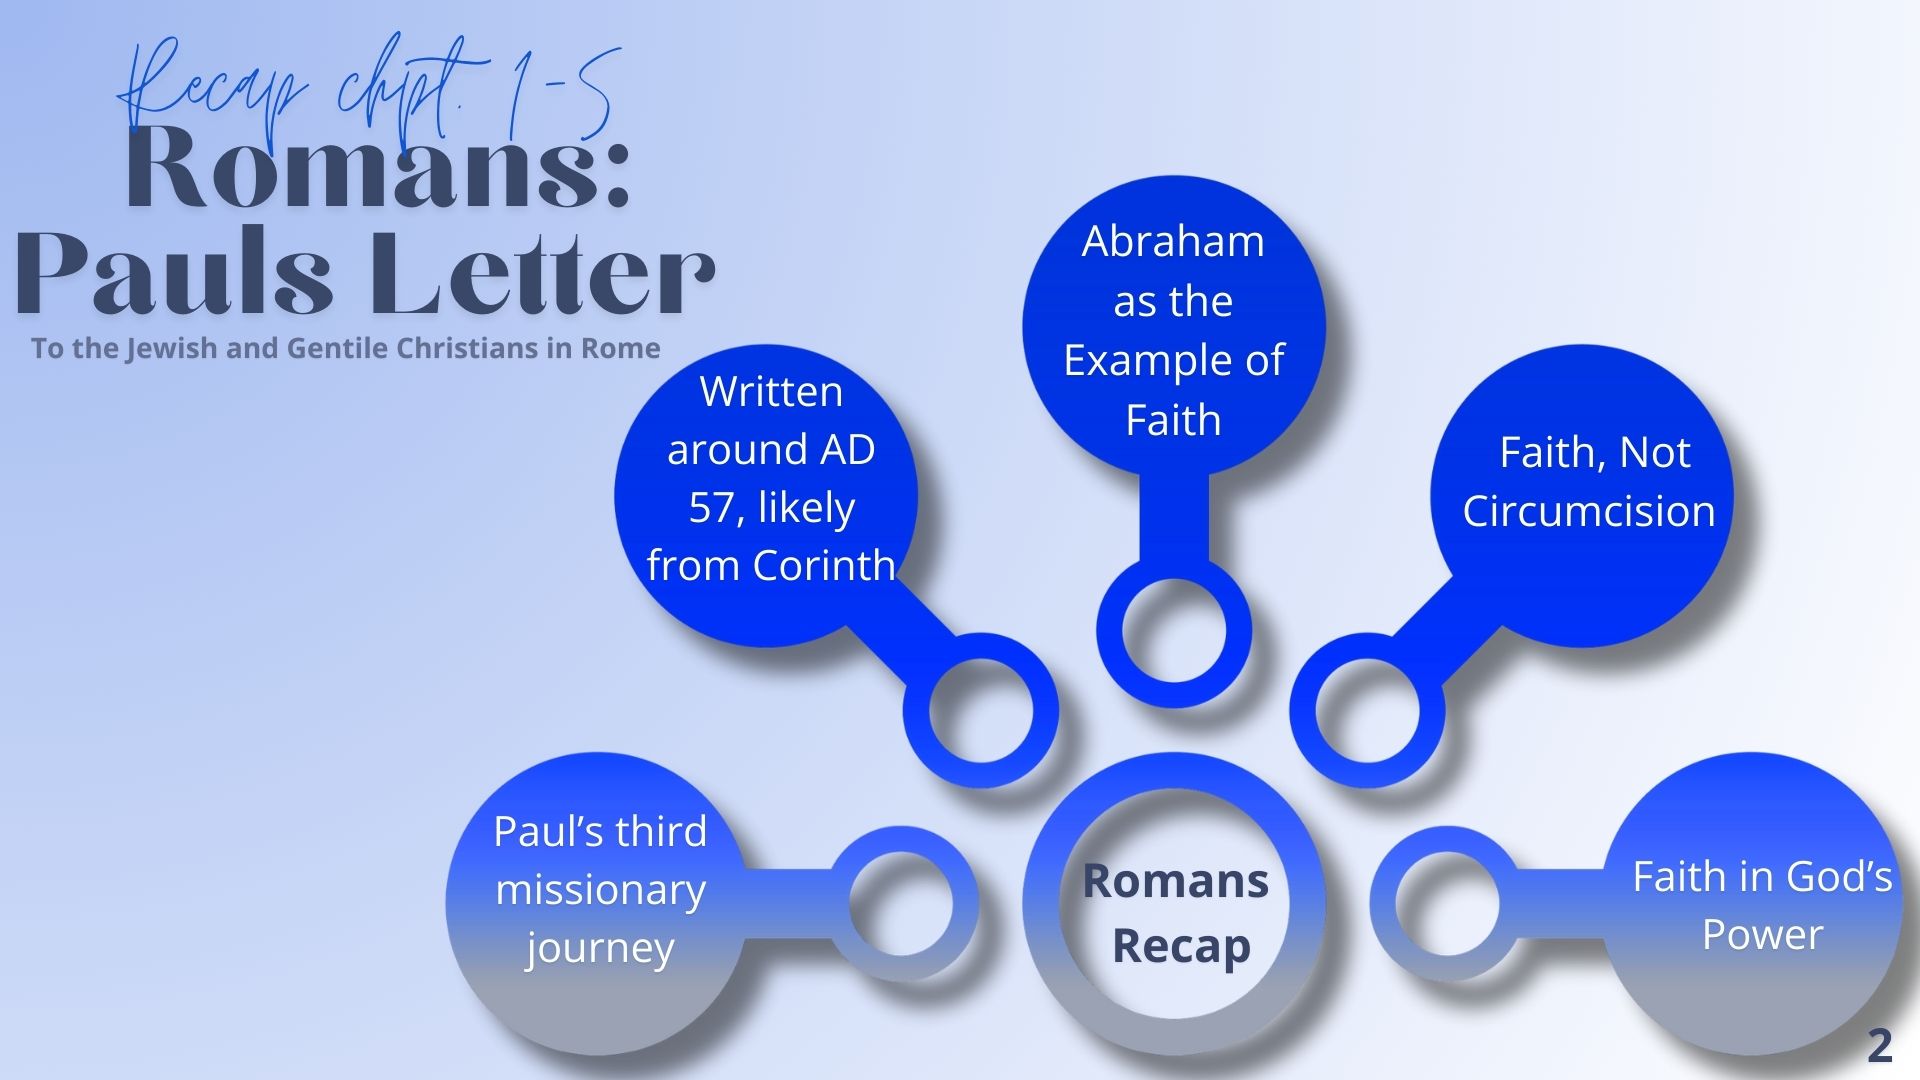 Recap chpt. 1-5
Romans:
Pauls Letter
To the Jewish and Gentile Christians in Rome
Paul’s third
missionary
journey
Written
around AD
57, likely
from Corinth
Abraham
as the
Example of
Faith
Faith, Not
Circumcision
Faith in God’s
Power
Romans
Recap
2